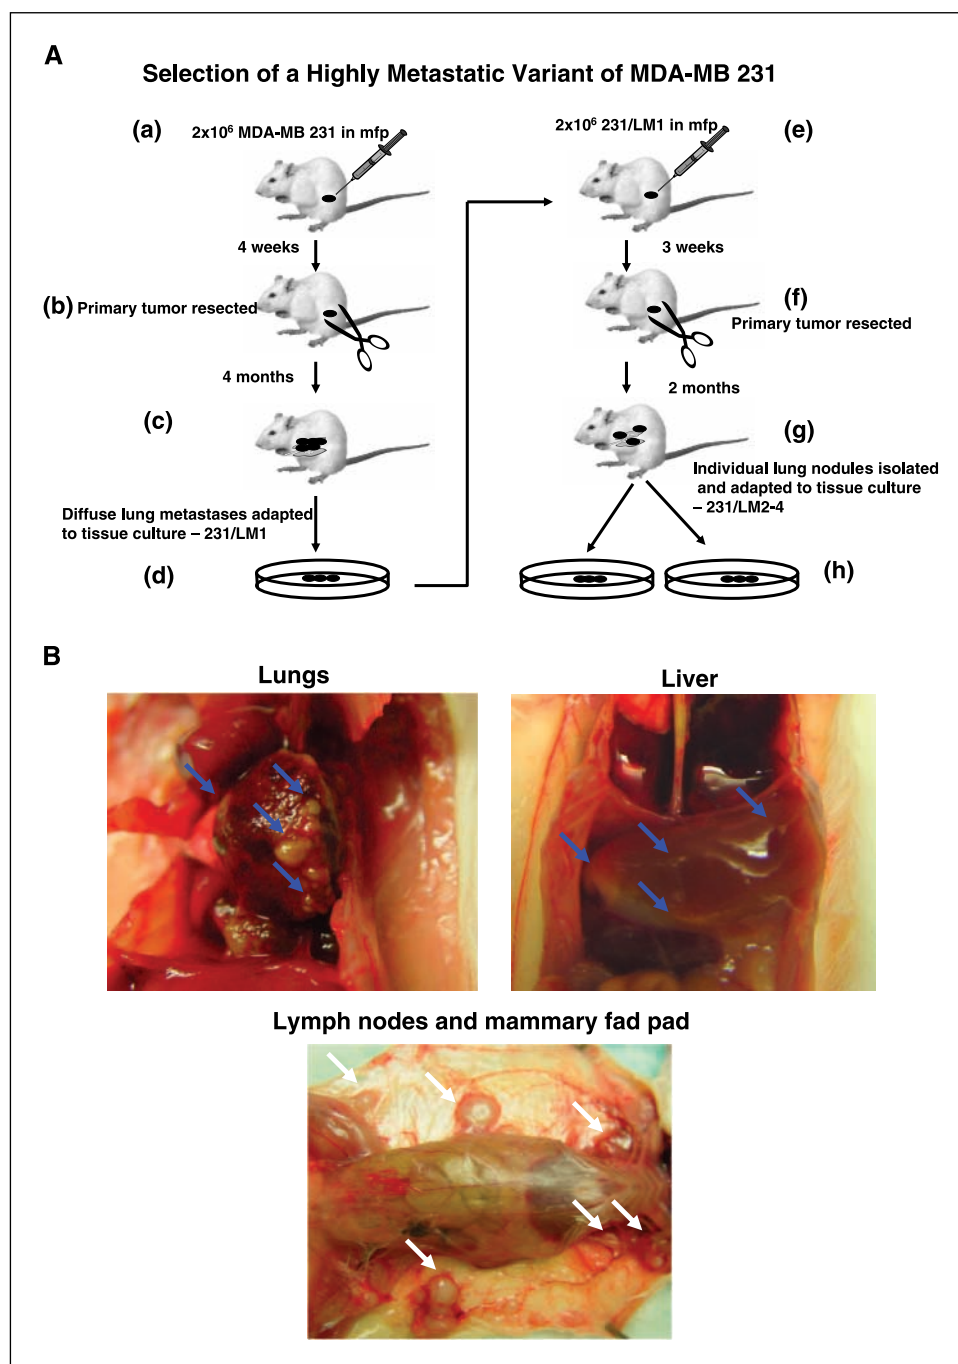 A
Selection of a Highly Metastatic Variant of MDA-MB 231
(a)
2x10⁶ MDA-MB 231 in mfp
4 weeks
(b) Primary tumor resected
4 months
(c)
Diffuse lung metastases adapted
to tissue culture – 231/LM1
(d)
2x10⁶ 231/LM1 in mfp
(e)
3 weeks
(f)
Primary tumor resected
2 months
(g)
Individual lung nodules isolated
and adapted to tissue culture
– 231/LM2-4
(h)
B
Lungs
Liver
Lymph nodes and mammary fad pad